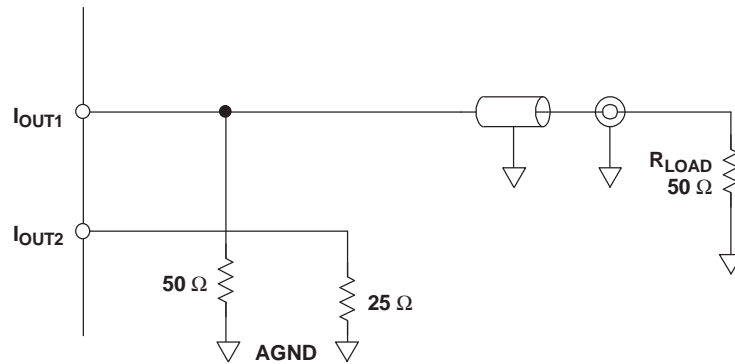 IOUT1
RLOAD
50 Ω
IOUT2
50 Ω
25 Ω
AGND